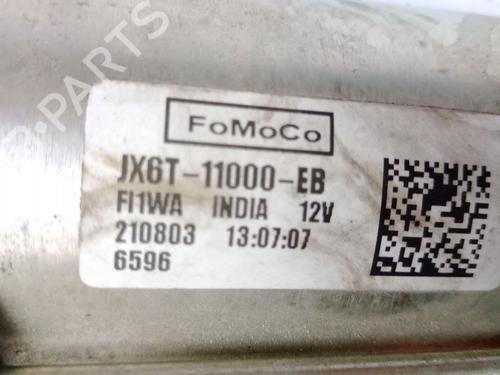 FoMoCo
JX6T-11000-EB
FI1WA INDIA 12V
210803 13:07:07
6596
B-PARTS